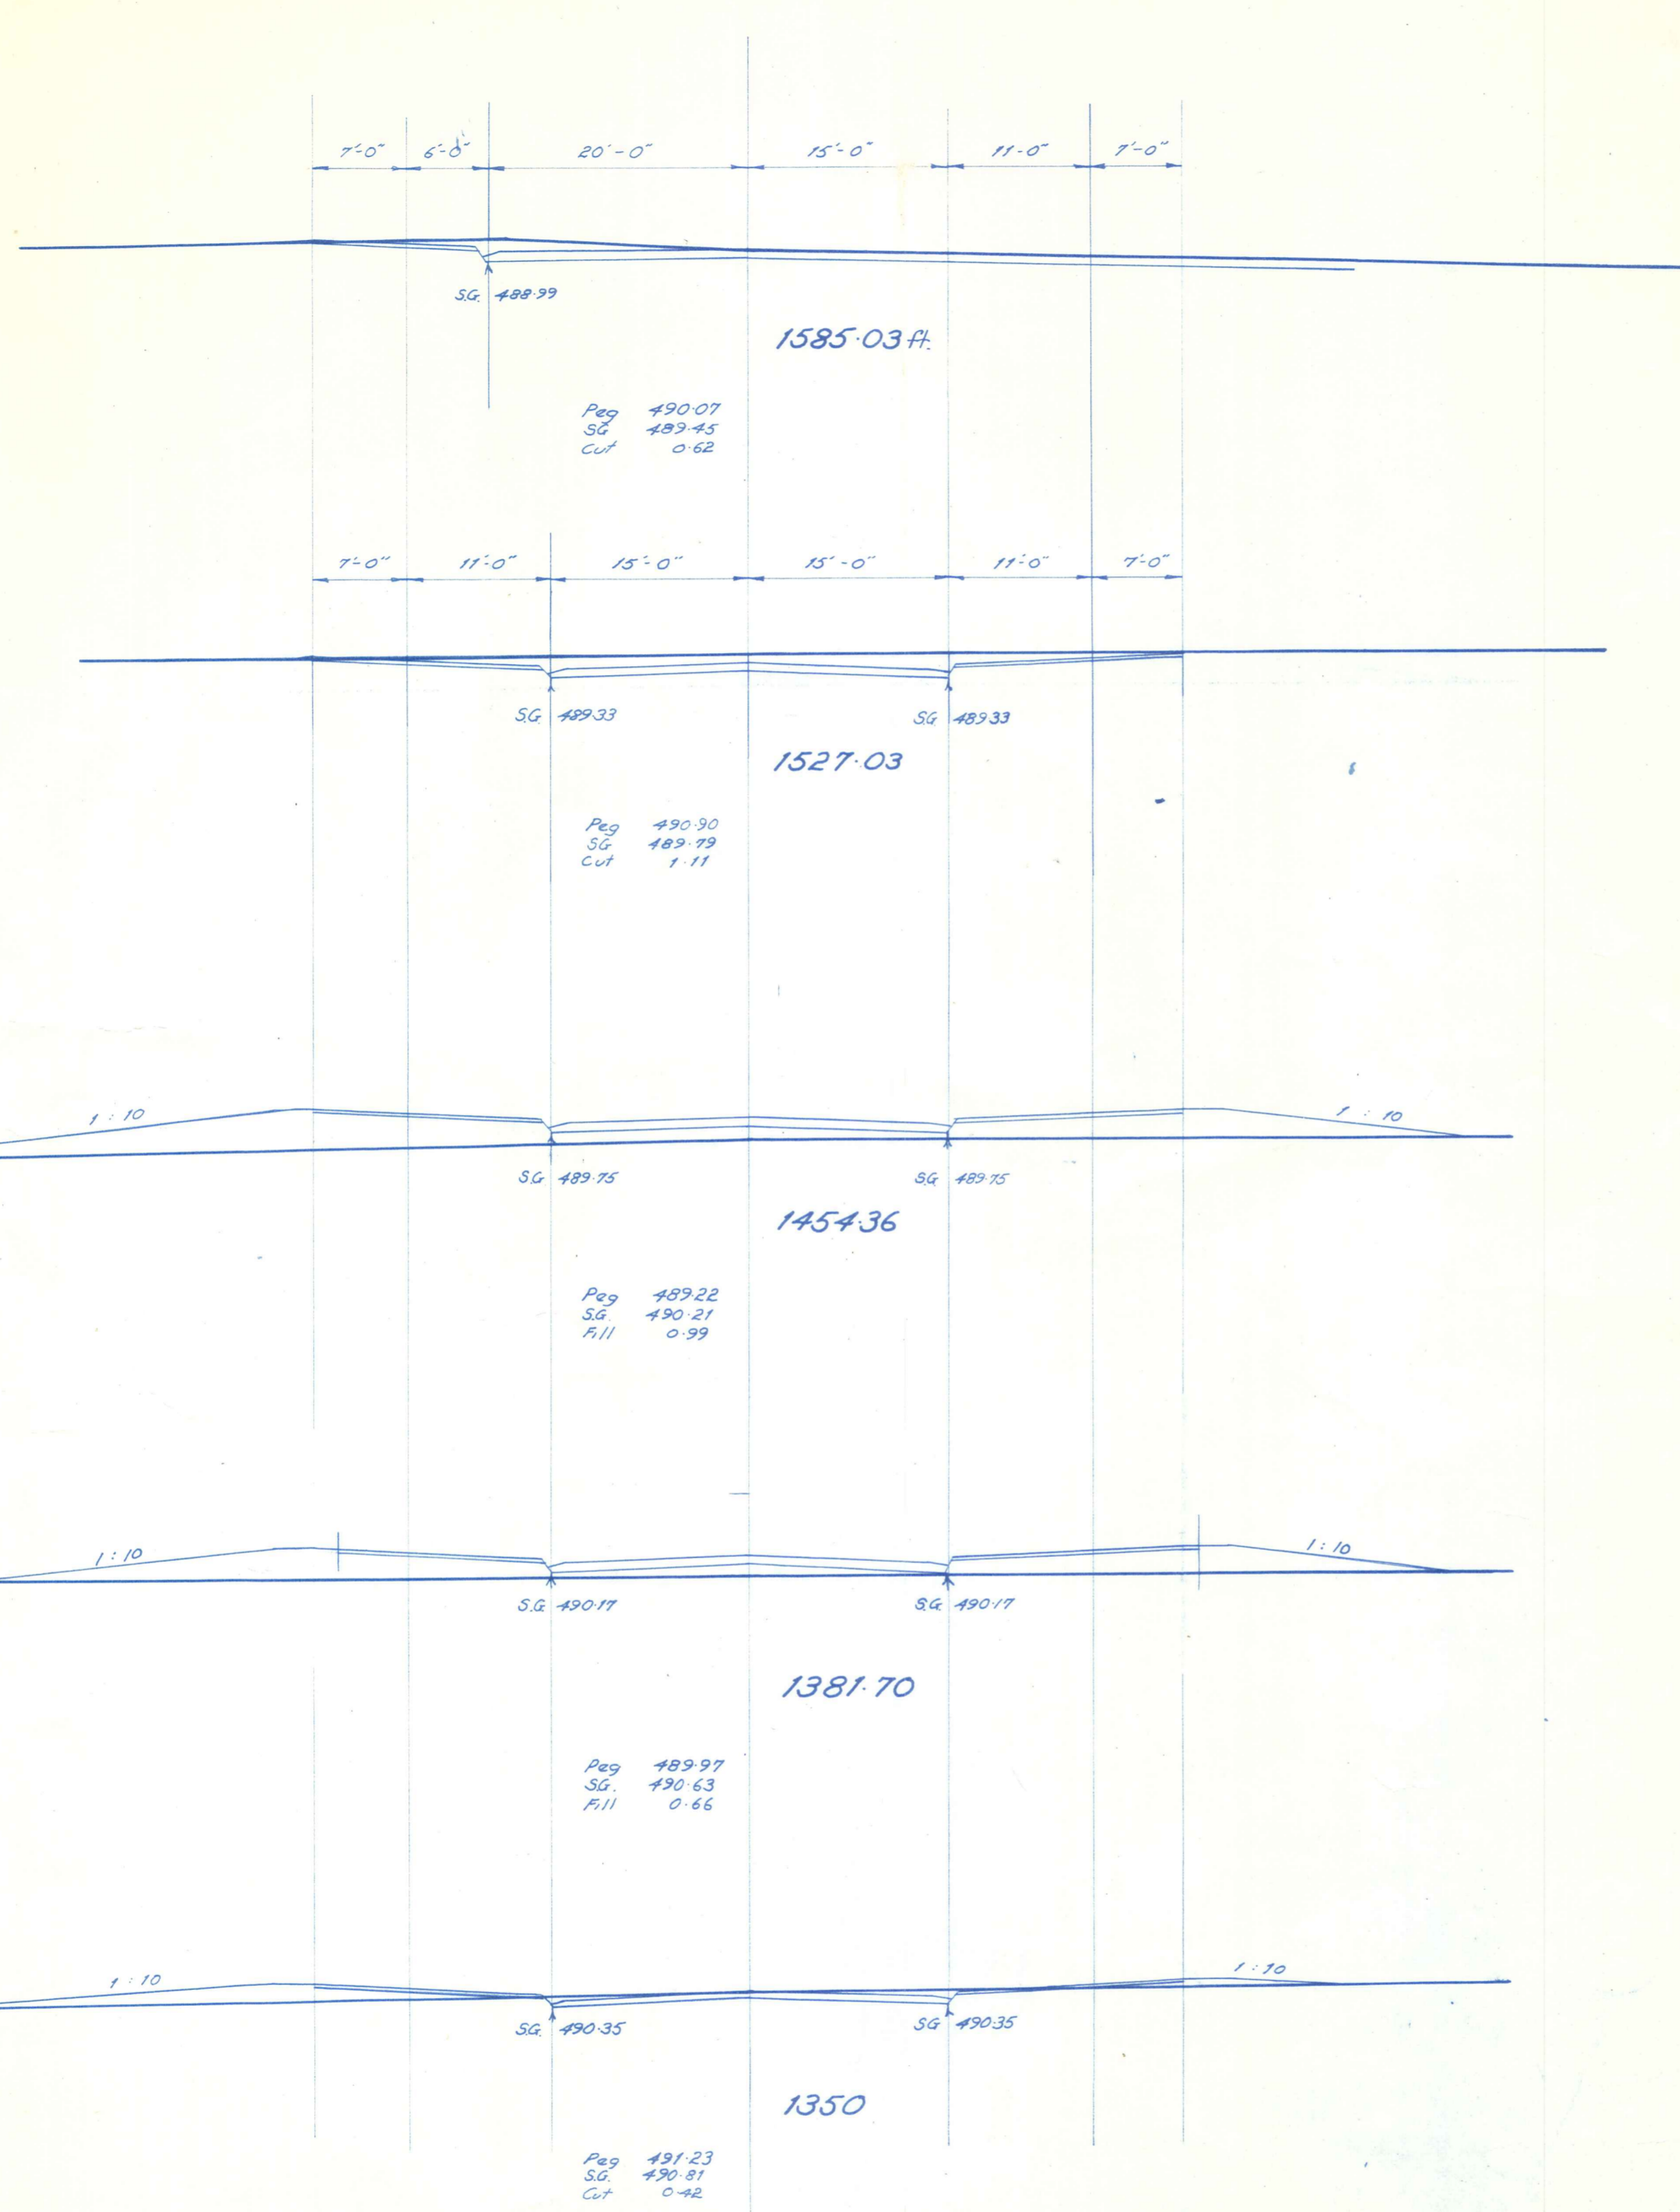 7'-0" 6'-0" 20'-0" 15'-0" 11-0" 7'-0"
S.G. 488·99
1585·03 ft.
Peg 490·07
SG 489·45
Cut 0·62
7'-0" 11'-0" 15'-0" 15'-0" 11'-0" 7'-0"
S.G. 489·33 SG 489·33
1527·03
Peg 490·90
SG 489·79
Cut 1·11
1 : 10 1 : 10
S.G 489·75 S.G 489·75
1454·36
Peg 489·22
S.G. 490·21
Fill 0·99
1 : 10 1 : 10
S.G. 490·17 S.G. 490·17
1381·70
Peg 489·97
S.G. 490·63
Fill 0·66
1 : 10 1 : 10
S.G. 490·35 SG 490·35
1350
Peg 491·23
S.G. 490·81
Cut 0·42